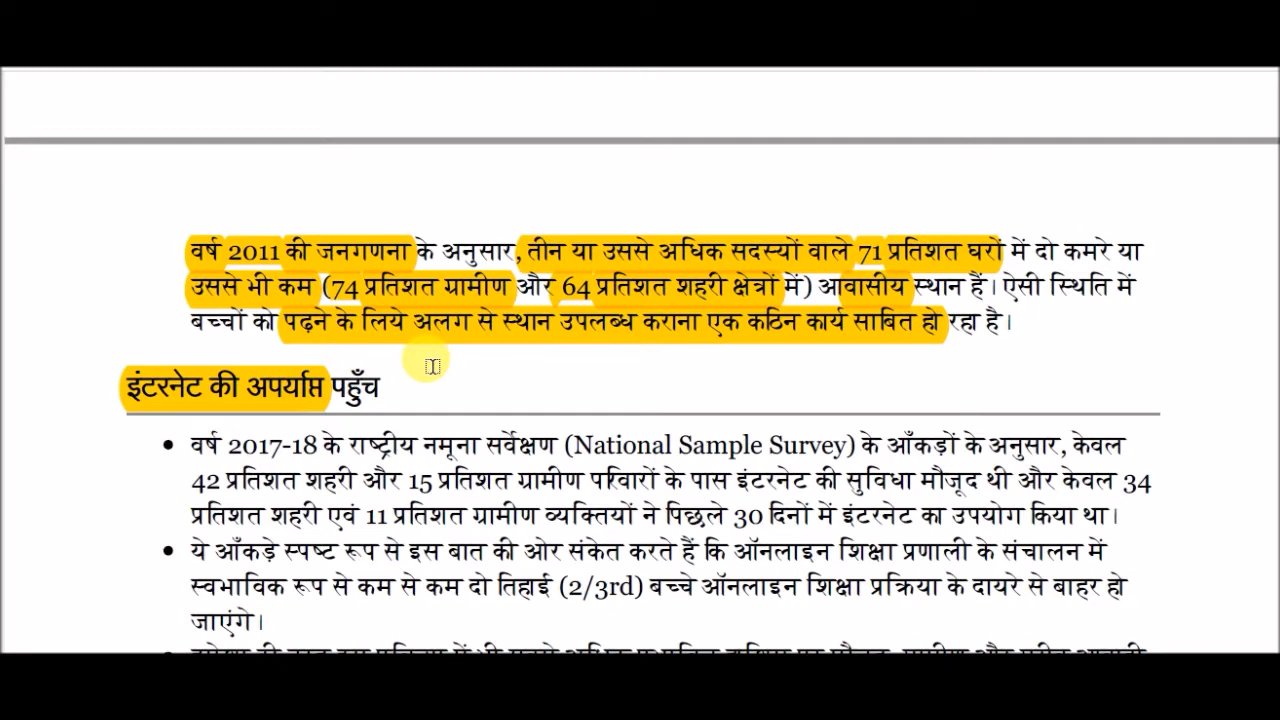 वर्ष 2011 की जनगणना के अनुसार, तीन या उससे अधिक सदस्यों वाले 71 प्रतिशत घरों में दो कमरे या
उससे भी कम (74 प्रतिशत ग्रामीण और 64 प्रतिशत शहरी क्षेत्रों में) आवासीय स्थान हैं। ऐसी स्थिति में
बच्चों को पढ़ने के लिये अलग से स्थान उपलब्ध कराना एक कठिन कार्य साबित हो रहा है।
इंटरनेट की अपर्याप्त पहुँच
• वर्ष 2017-18 के राष्ट्रीय नमूना सर्वेक्षण (National Sample Survey) के आँकड़ों के अनुसार, केवल
42 प्रतिशत शहरी और 15 प्रतिशत ग्रामीण परिवारों के पास इंटरनेट की सुविधा मौजूद थी और केवल 34
प्रतिशत शहरी एवं 11 प्रतिशत ग्रामीण व्यक्तियों ने पिछले 30 दिनों में इंटरनेट का उपयोग किया था।
• ये आँकड़े स्पष्ट रूप से इस बात की ओर संकेत करते हैं कि ऑनलाइन शिक्षा प्रणाली के संचालन में
स्वभाविक रूप से कम से कम दो तिहाई (2/3rd) बच्चे ऑनलाइन शिक्षा प्रक्रिया के दायरे से बाहर हो
जाएंगे।